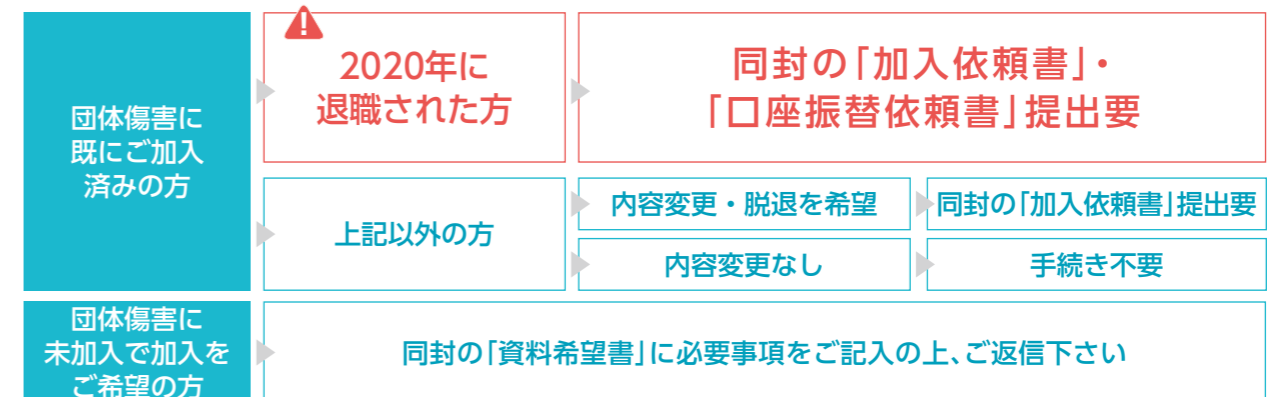 団体傷害に
既にご加入
済みの方
2020年に
退職された方
同封の「加入依頼書」・
「口座振替依頼書」提出要
上記以外の方
内容変更・脱退を希望
同封の「加入依頼書」提出要
内容変更なし
手続き不要
団体傷害に
未加入で加入を
ご希望の方
同封の「資料希望書」に必要事項をご記入の上、ご返信下さい